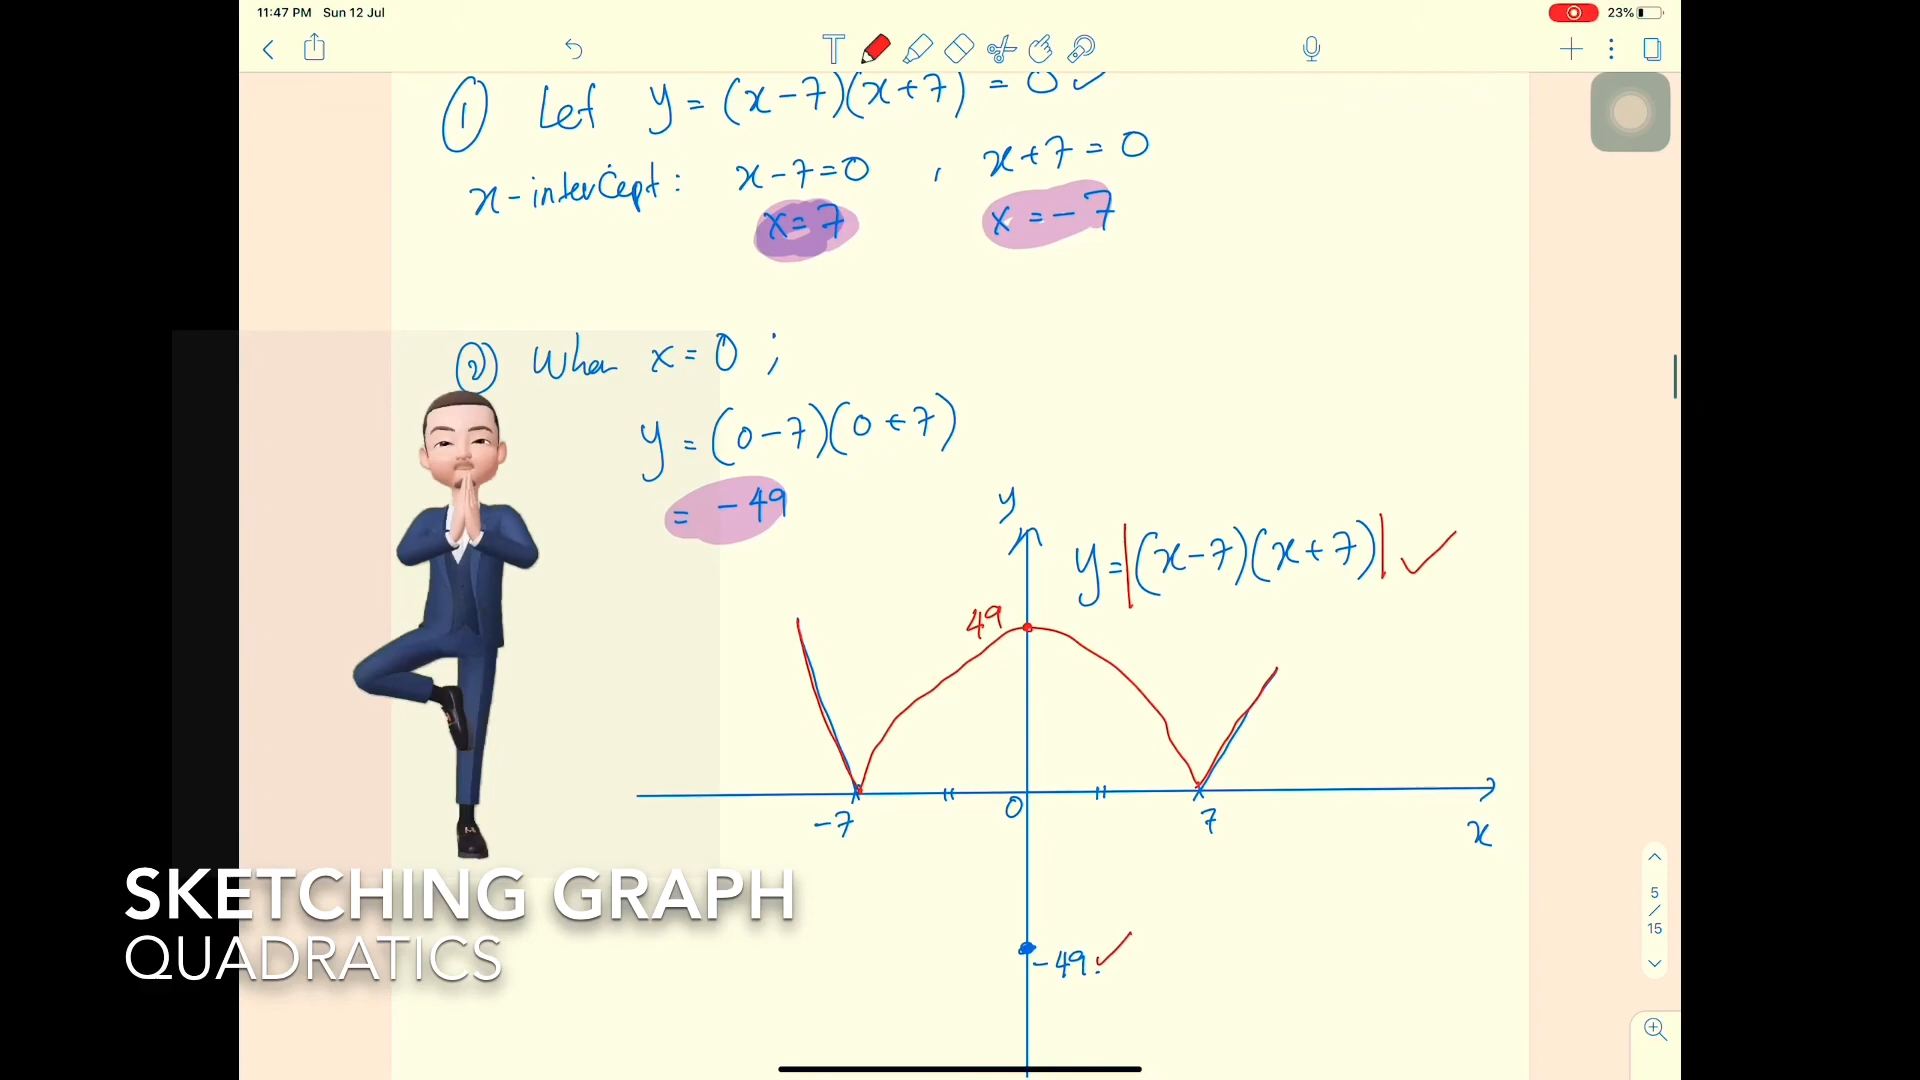 11:47 PM Sun 12 Jul
23%
T
① Let y = (x-7)(x+7) = 0 ✓
x-intercept: x-7=0 , x+7=0
x=7 x=-7
② When x=0 ;
y = (0-7)(0+7)
= -49
y
y=|(x-7)(x+7)| ✓
49
-7 0 7
x
-49. ✓
SKETCHING GRAPH
QUADRATICS
5
/
15